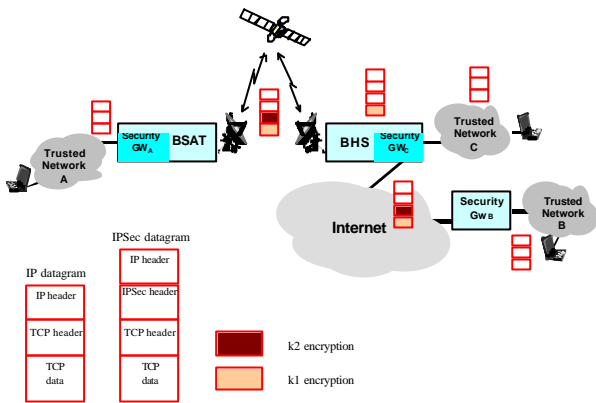 Security
GWA
BSAT
BHS
Security
GWC
Trusted
Network
C
Trusted
Network
A
Internet
Security
GwB
Trusted
Network
B
IPSec datagram
IP datagram
IP header
IPSec header
TCP header
TCP
data
IP header
TCP header
TCP
data
k2 encryption
k1 encryption